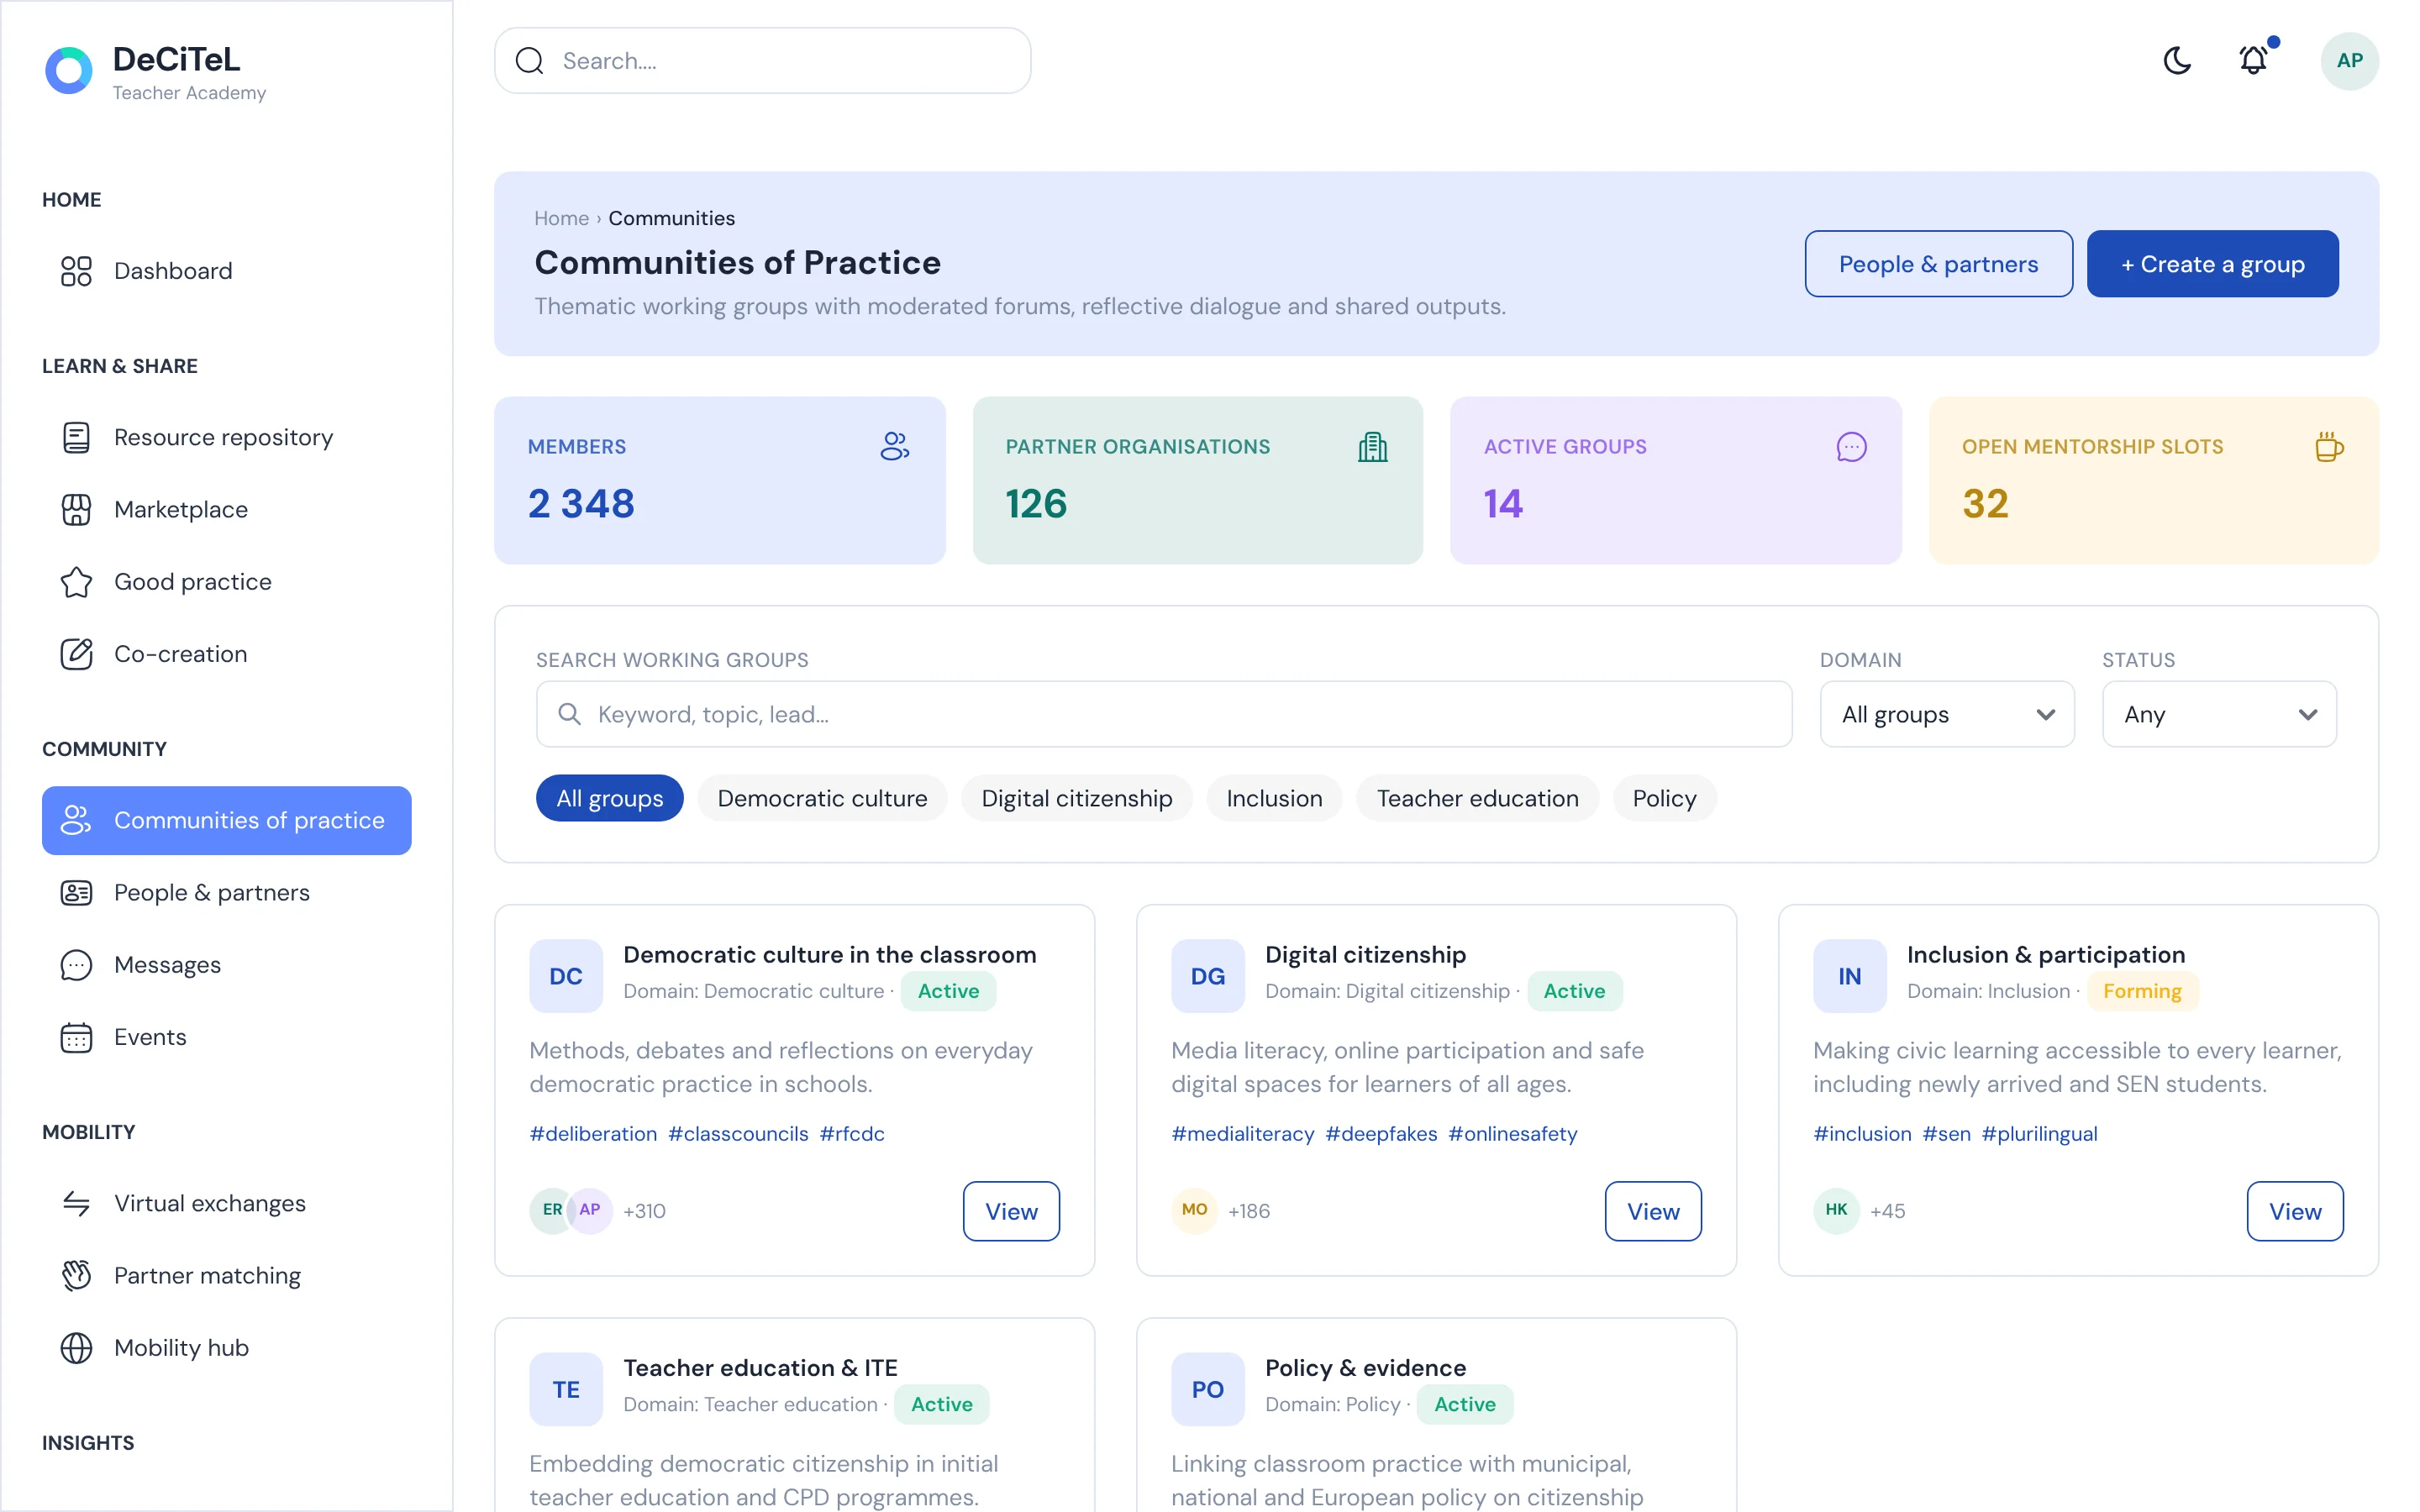 DeCiTeL
Teacher Academy
HOME
Dashboard
LEARN & SHARE
Resource repository
Marketplace
Good practice
Co-creation
COMMUNITY
Communities of practice
People & partners
Messages
Events
MOBILITY
Virtual exchanges
Partner matching
Mobility hub
INSIGHTS
Search....
AP
Home › Communities
Communities of Practice
Thematic working groups with moderated forums, reflective dialogue and shared outputs.
People & partners
+ Create a group
MEMBERS
2 348
PARTNER ORGANISATIONS
126
ACTIVE GROUPS
14
OPEN MENTORSHIP SLOTS
32
SEARCH WORKING GROUPS
Keyword, topic, lead...
DOMAIN
All groups
STATUS
Any
All groups Democratic culture Digital citizenship Inclusion Teacher education Policy
DC
Democratic culture in the classroom
Domain: Democratic culture · Active
Methods, debates and reflections on everyday
democratic practice in schools.
#deliberation #classcouncils #rfcdc
ER AP +310
View
DG
Digital citizenship
Domain: Digital citizenship · Active
Media literacy, online participation and safe
digital spaces for learners of all ages.
#medialiteracy #deepfakes #onlinesafety
MO +186
View
IN
Inclusion & participation
Domain: Inclusion · Forming
Making civic learning accessible to every learner,
including newly arrived and SEN students.
#inclusion #sen #plurilingual
HK +45
View
TE
Teacher education & ITE
Domain: Teacher education · Active
Embedding democratic citizenship in initial
teacher education and CPD programmes.
PO
Policy & evidence
Domain: Policy · Active
Linking classroom practice with municipal,
national and European policy on citizenship